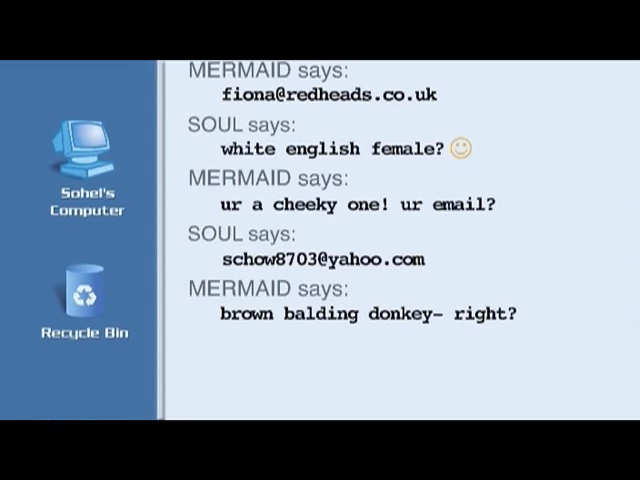 MERMAID says:
fiona@redheads.co.uk
SOUL says:
white english female?
MERMAID says:
ur a cheeky one! ur email?
SOUL says:
schow8703@yahoo.com
MERMAID says:
brown balding donkey- right?
Sohel's
Computer
Recycle Bin